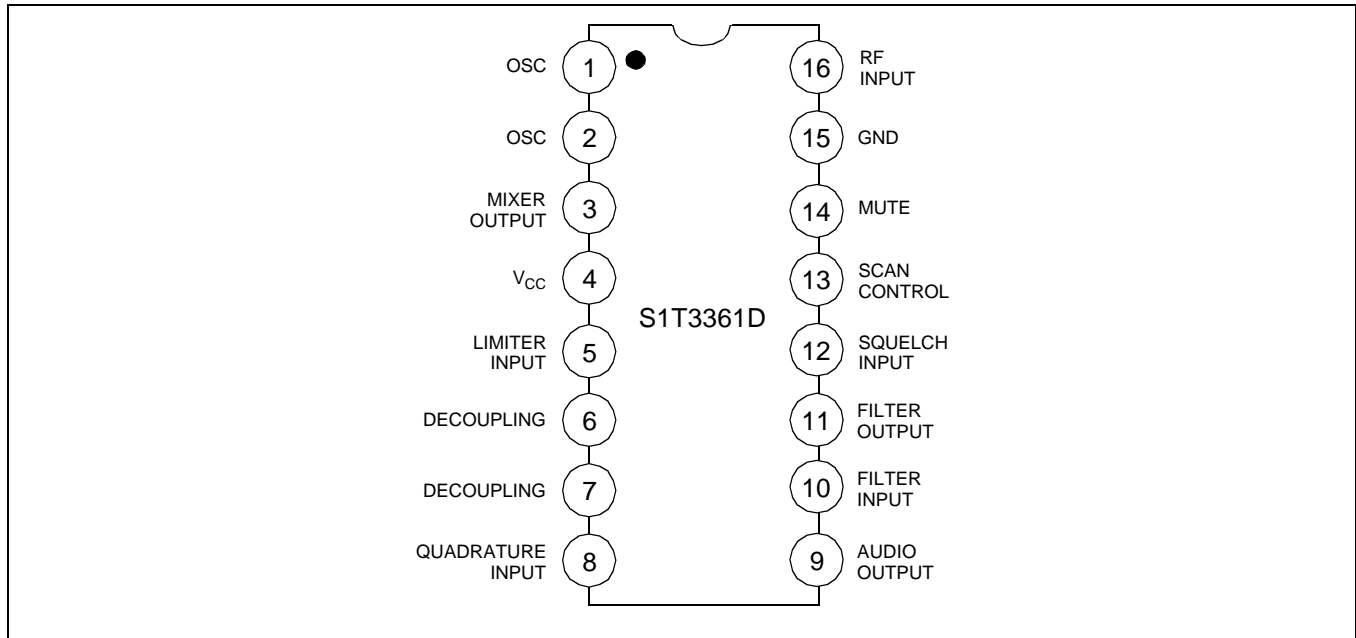 OSC 1
OSC 2
MIXER
OUTPUT 3
VCC 4
LIMITER
INPUT 5
DECOUPLING 6
DECOUPLING 7
QUADRATURE
INPUT 8
S1T3361D
16 RF
INPUT
15 GND
14 MUTE
13 SCAN
CONTROL
12 SQUELCH
INPUT
11 FILTER
OUTPUT
10 FILTER
INPUT
9 AUDIO
OUTPUT